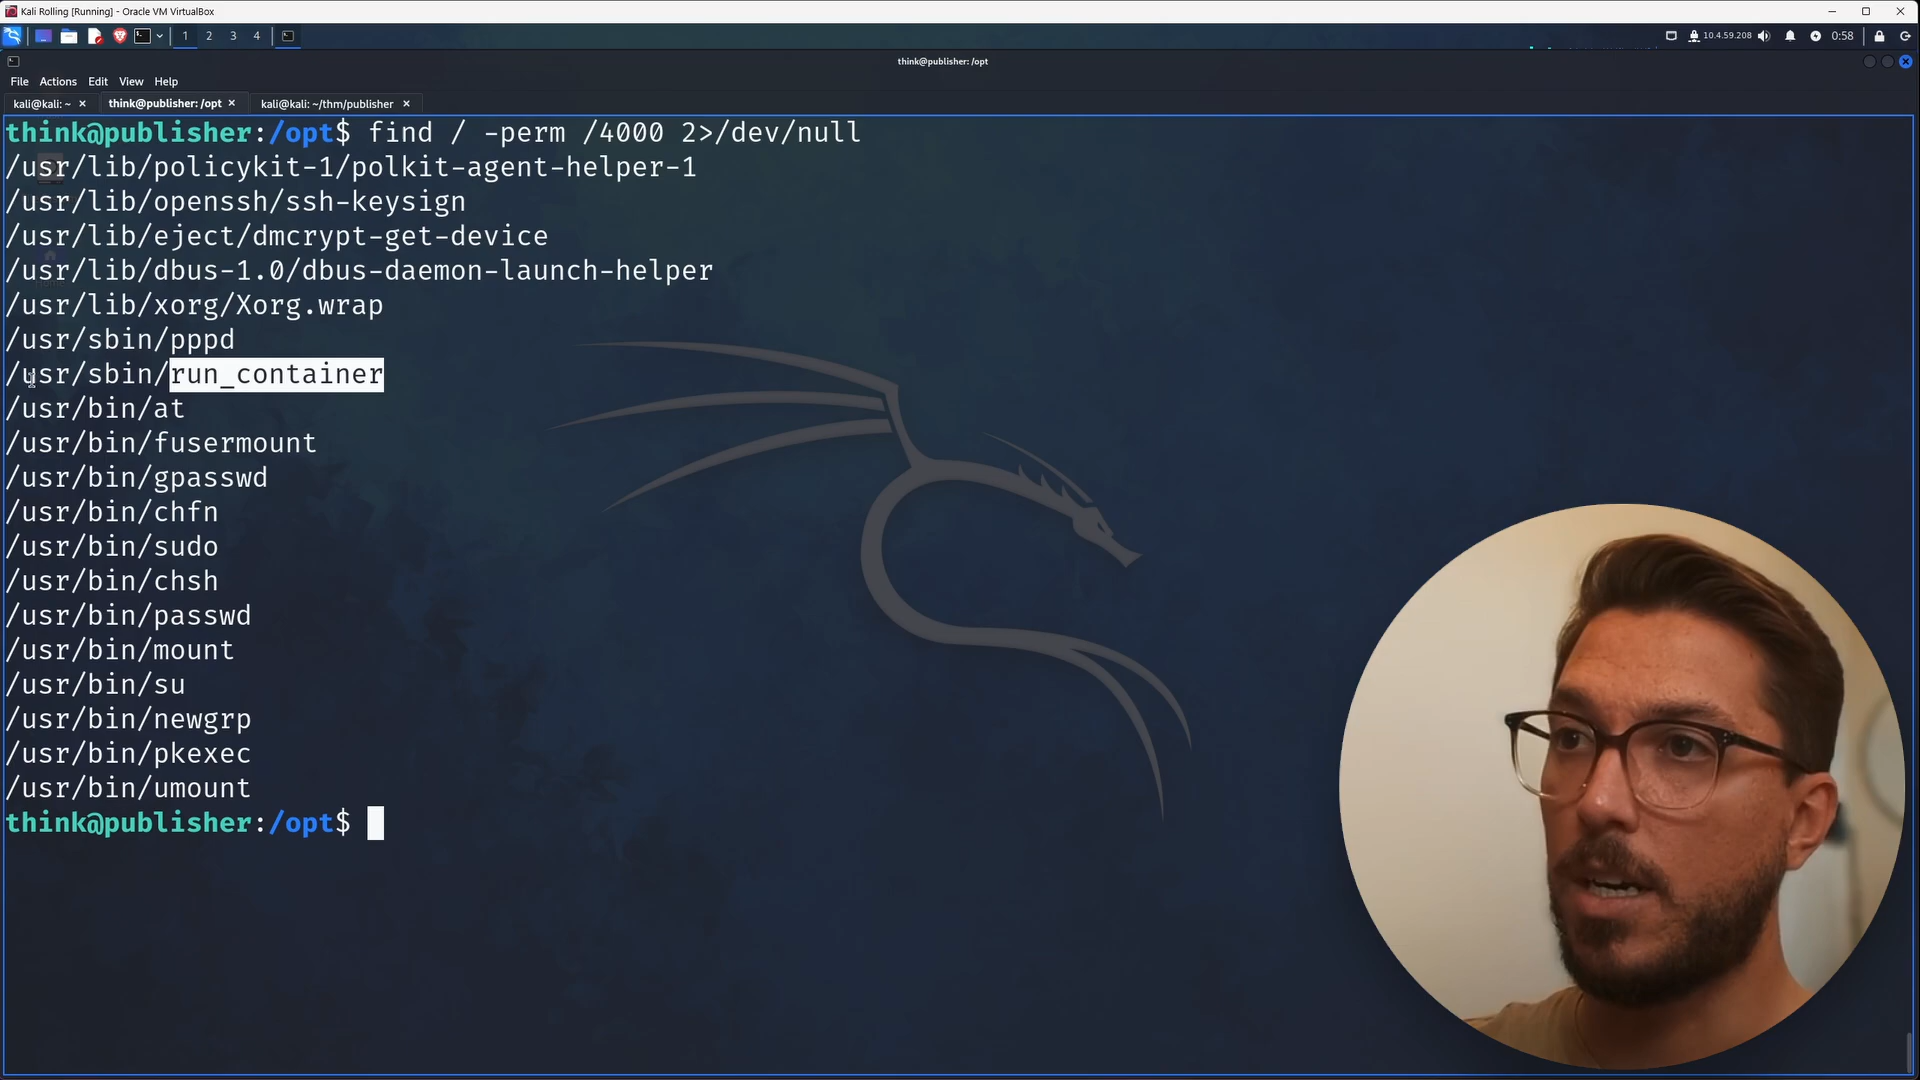 Kali Rolling [Running] - Oracle VM VirtualBox
1 2 3 4
10.4.59.208
0:58
think@publisher: /opt
File Actions Edit View Help
kali@kali: ~ ×
think@publisher: /opt ×
kali@kali: ~/thm/publisher ×
think@publisher:/opt$ find / -perm /4000 2>/dev/null
/usr/lib/policykit-1/polkit-agent-helper-1
/usr/lib/openssh/ssh-keysign
/usr/lib/eject/dmcrypt-get-device
/usr/lib/dbus-1.0/dbus-daemon-launch-helper
/usr/lib/xorg/Xorg.wrap
/usr/sbin/pppd
/usr/sbin/run_container
/usr/bin/at
/usr/bin/fusermount
/usr/bin/gpasswd
/usr/bin/chfn
/usr/bin/sudo
/usr/bin/chsh
/usr/bin/passwd
/usr/bin/mount
/usr/bin/su
/usr/bin/newgrp
/usr/bin/pkexec
/usr/bin/umount
think@publisher:/opt$